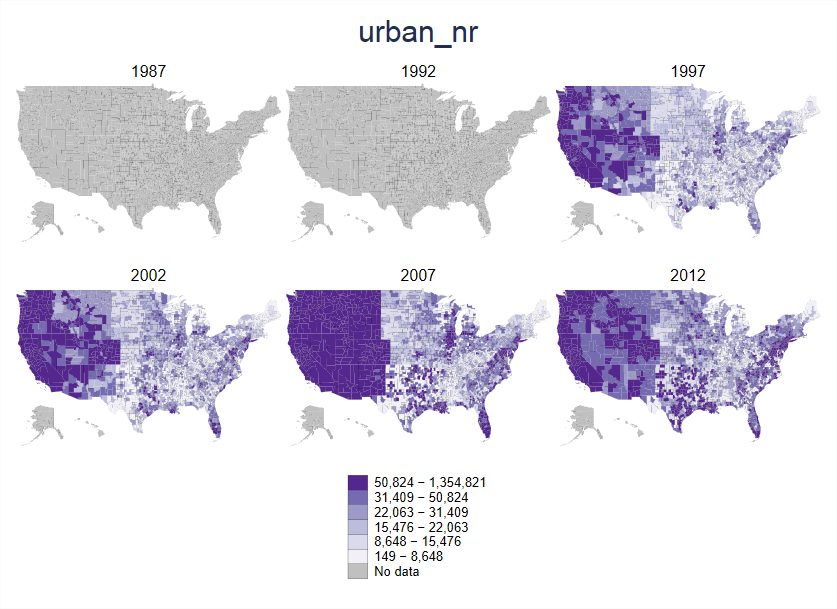 urban_nr
1987
1992
1997
2002
2007
2012
50,824 − 1,354,821
31,409 − 50,824
22,063 − 31,409
15,476 − 22,063
8,648 − 15,476
149 − 8,648
No data